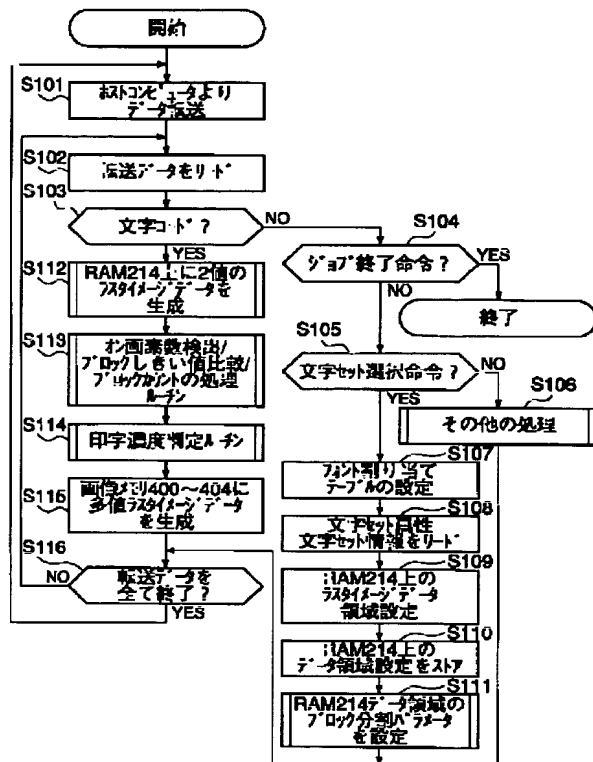 開始
S101
ホストコンピュータより
データ転送
S102
転送データをリード
S103
文字コード?
NO
YES
S104
ジョブ終了命令?
YES
NO
終了
S112
RAM214上に2値の
ラスタイメージデータを
生成
S113
オン画素数検出/
ブロックしきい値比較/
ブロックカウントの処理
ルーチン
S105
文字セット選択命令?
NO
YES
S106
その他の処理
S114
印字濃度判定ルーチン
S107
フォント割り当て
テーブルの設定
S115
画像メモリ400~404に
多値ラスタイメージデータ
を生成
S108
文字セット属性
文字セット情報をリード
S116
転送データを
全て終了?
NO
YES
S109
RAM214上の
ラスタイメージデータ
領域設定
S110
RAM214上の
データ領域設定をストア
S111
RAM214データ領域の
ブロック分割パラメータ
を設定